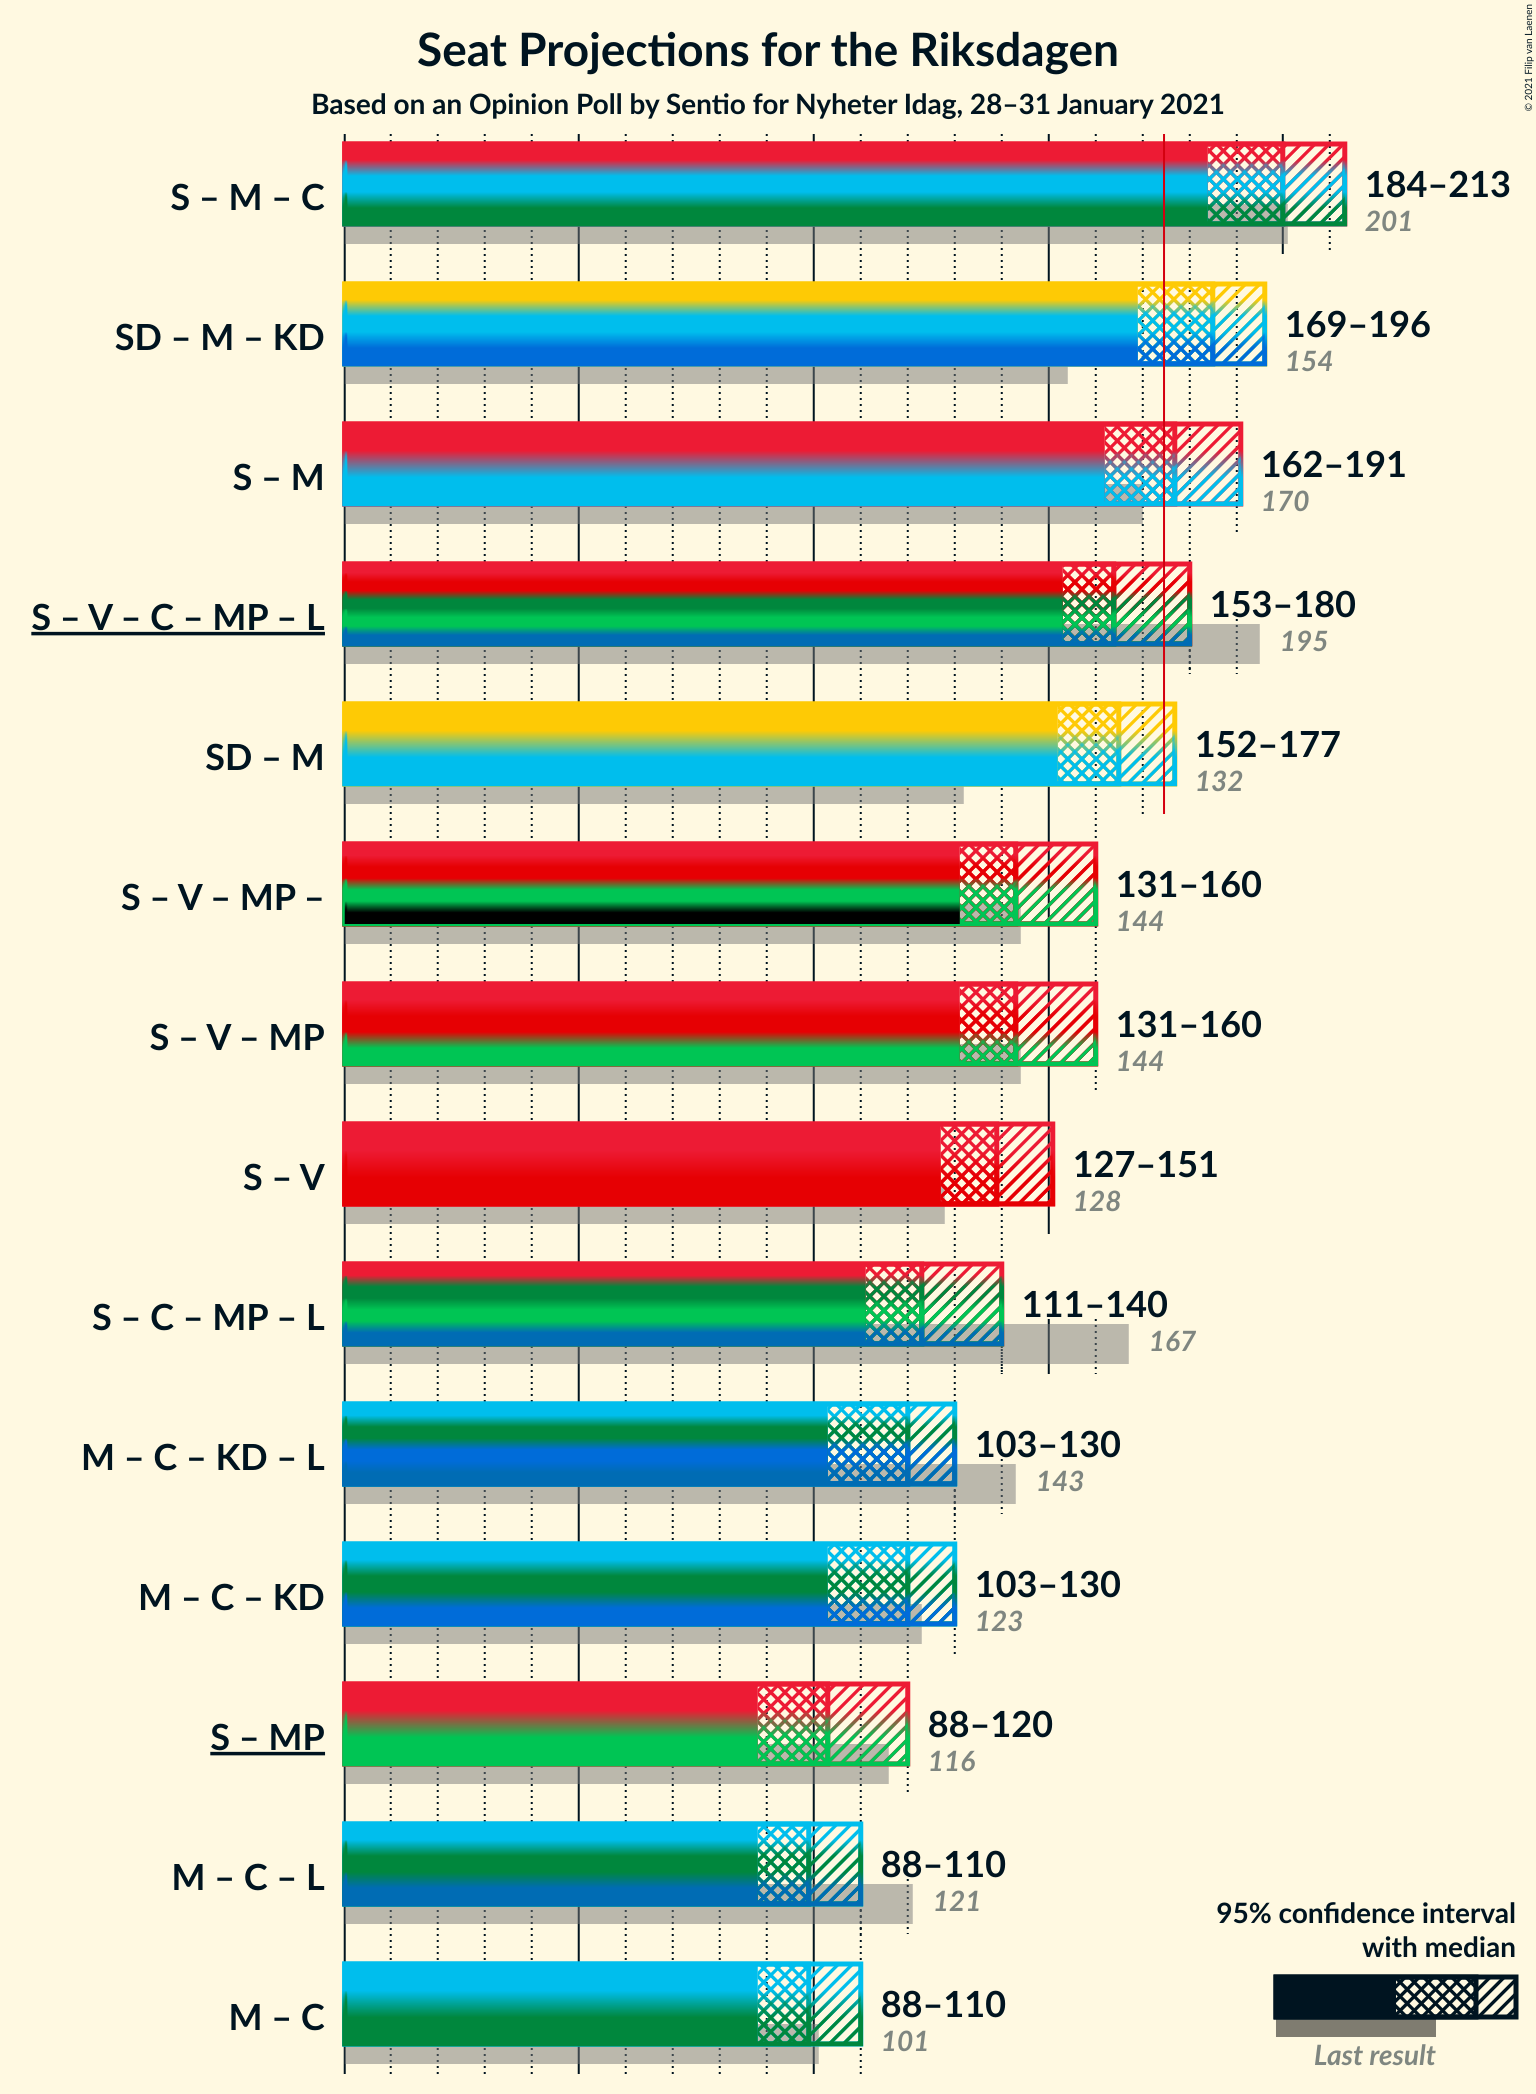 Seat Projections for the Riksdagen
Based on an Opinion Poll by Sentio for Nyheter Idag, 28–31 January 2021
© 2021 Filip van Laenen
S – M – C
184–213
201
SD – M – KD
169–196
154
S – M
162–191
170
S – V – C – MP – L
153–180
195
SD – M
152–177
132
S – V – MP –
131–160
144
S – V – MP
131–160
144
S – V
127–151
128
S – C – MP – L
111–140
167
M – C – KD – L
103–130
143
M – C – KD
103–130
123
S – MP
88–120
116
M – C – L
88–110
121
M – C
88–110
101
95% confidence interval
with median
Last result